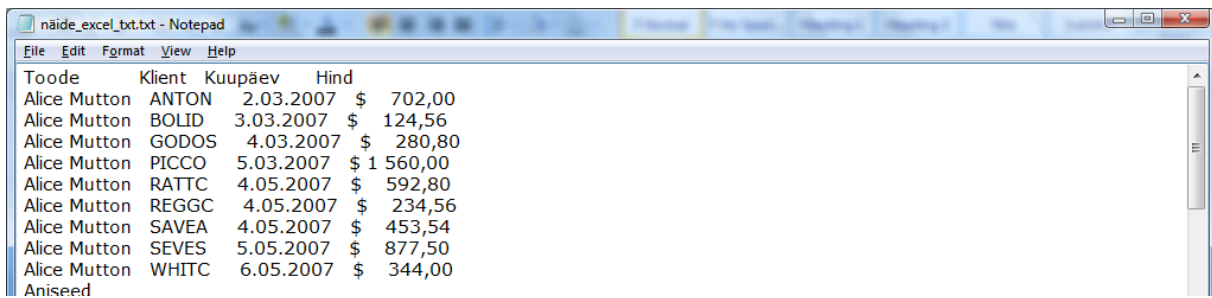 näide_excel_txt.txt - Notepad
File Edit Format View Help
Toode Klient Kuupäev Hind
Alice Mutton ANTON 2.03.2007 $ 702,00
Alice Mutton BOLID 3.03.2007 $ 124,56
Alice Mutton GODOS 4.03.2007 $ 280,80
Alice Mutton PICCO 5.03.2007 $ 1 560,00
Alice Mutton RATTC 4.05.2007 $ 592,80
Alice Mutton REGGC 4.05.2007 $ 234,56
Alice Mutton SAVEA 4.05.2007 $ 453,54
Alice Mutton SEVES 5.05.2007 $ 877,50
Alice Mutton WHITC 6.05.2007 $ 344,00
Aniseed